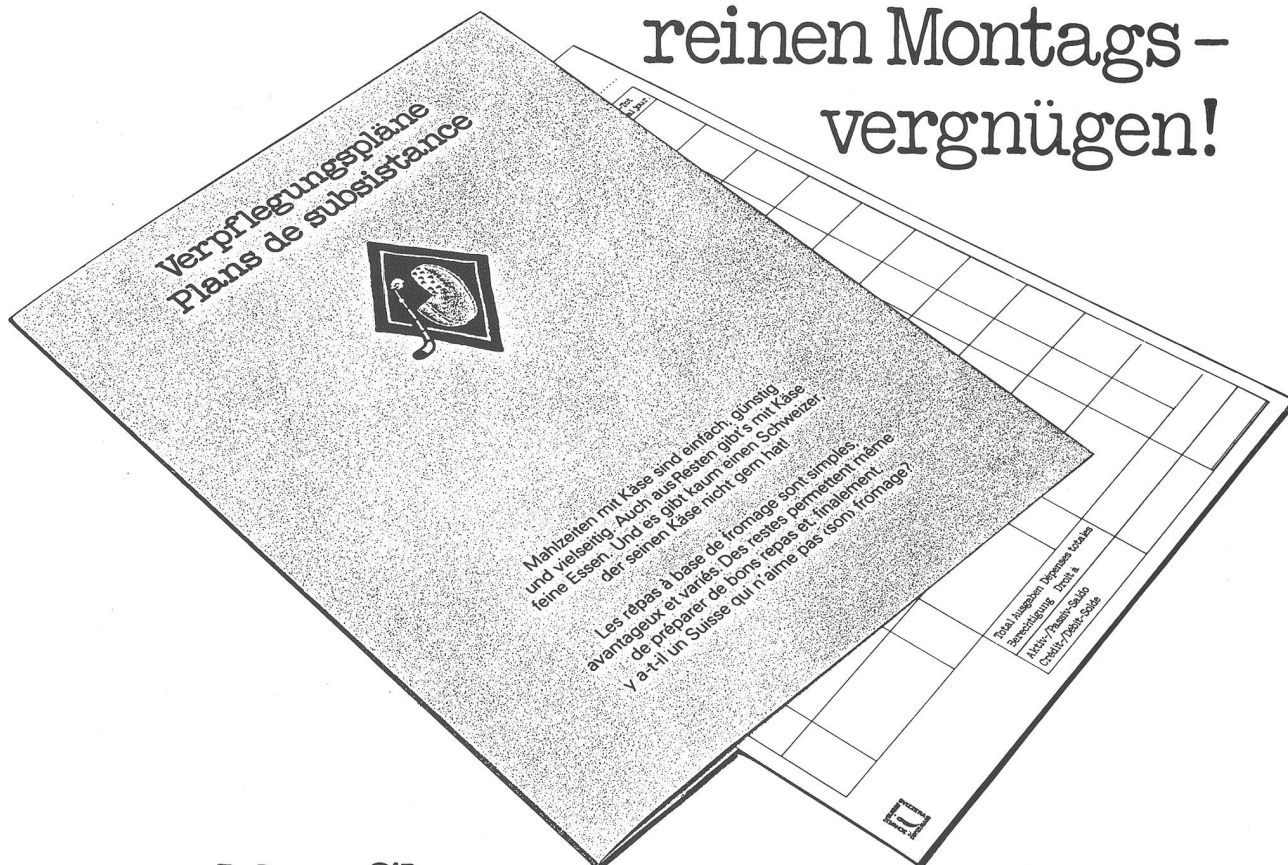 reinen Montags –
vergnügen!
Verpflegungspläne
Plans de subsistance
Mahlzeiten mit Käse sind einfach, günstig
und vielseitig. Auch aus Resten gibt's mit Käse
feine Essen. Und es gibt kaum einen Schweizer
der seinen Käse nicht gern hat!
Les répas à base de fromage sont simples,
avantageux et variés. Des restes permettent même
de préparer de bons repas et, finalement,
y a-t-il un Suisse qui n'aime pas (son) fromage?
Total Ausgaben Dépenses totales
Berechtigung Droit à
Aktiv-/Passiv-Saldo
Crédit-/Débit-Solde